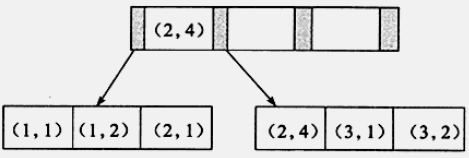 (2,4)
(1,1) (1,2) (2,1) (2,4) (3,1) (3,2)